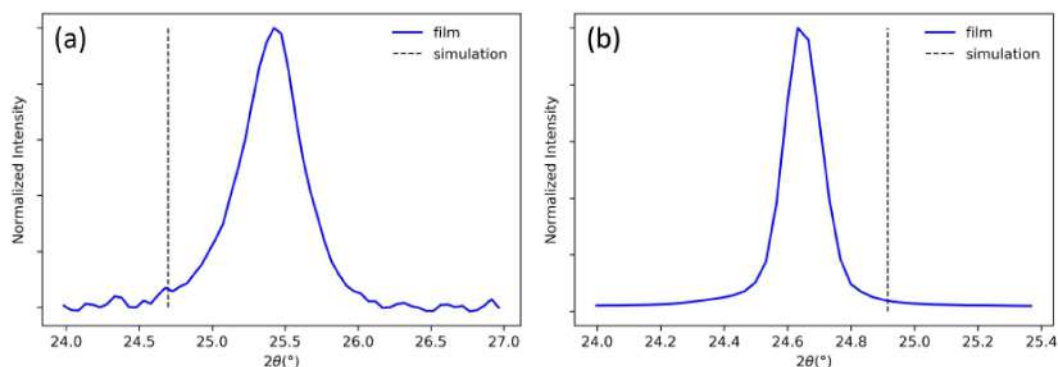 (a)
film
simulation
Normalized Intensity
24.0 24.5 25.0 25.5 26.0 26.5 27.0
2θ(°)
(b)
film
simulation
Normalized Intensity
24.0 24.2 24.4 24.6 24.8 25.0 25.2 25.4
2θ(°)